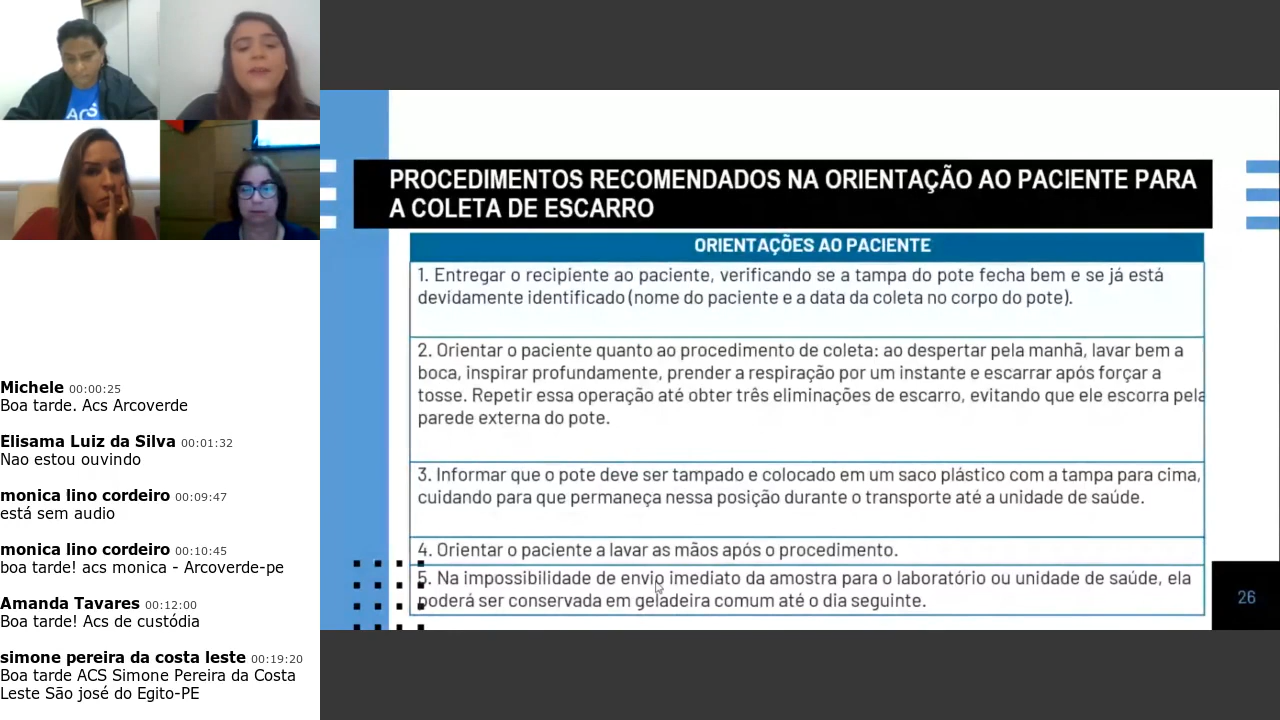 ACS
Michele 00:00:25
Boa tarde. Acs Arcoverde
Elisama Luiz da Silva 00:01:32
Nao estou ouvindo
monica lino cordeiro 00:09:47
está sem audio
monica lino cordeiro 00:10:45
boa tarde! acs monica - Arcoverde-pe
Amanda Tavares 00:12:00
Boa tarde! Acs de custódia
simone pereira da costa leste 00:19:20
Boa tarde ACS Simone Pereira da Costa
Leste São josé do Egito-PE
PROCEDIMENTOS RECOMENDADOS NA ORIENTAÇÃO AO PACIENTE PARA
A COLETA DE ESCARRO
ORIENTAÇÕES AO PACIENTE
1. Entregar o recipiente ao paciente, verificando se a tampa do pote fecha bem e se já está
devidamente identificado (nome do paciente e a data da coleta no corpo do pote).
2. Orientar o paciente quanto ao procedimento de coleta: ao despertar pela manhã, lavar bem a
boca, inspirar profundamente, prender a respiração por um instante e escarrar após forçar a
tosse. Repetir essa operação até obter três eliminações de escarro, evitando que ele escorra pela
parede externa do pote.
3. Informar que o pote deve ser tampado e colocado em um saco plástico com a tampa para cima,
cuidando para que permaneça nessa posição durante o transporte até a unidade de saúde.
4. Orientar o paciente a lavar as mãos após o procedimento.
5. Na impossibilidade de envio imediato da amostra para o laboratório ou unidade de saúde, ela
poderá ser conservada em geladeira comum até o dia seguinte.
26